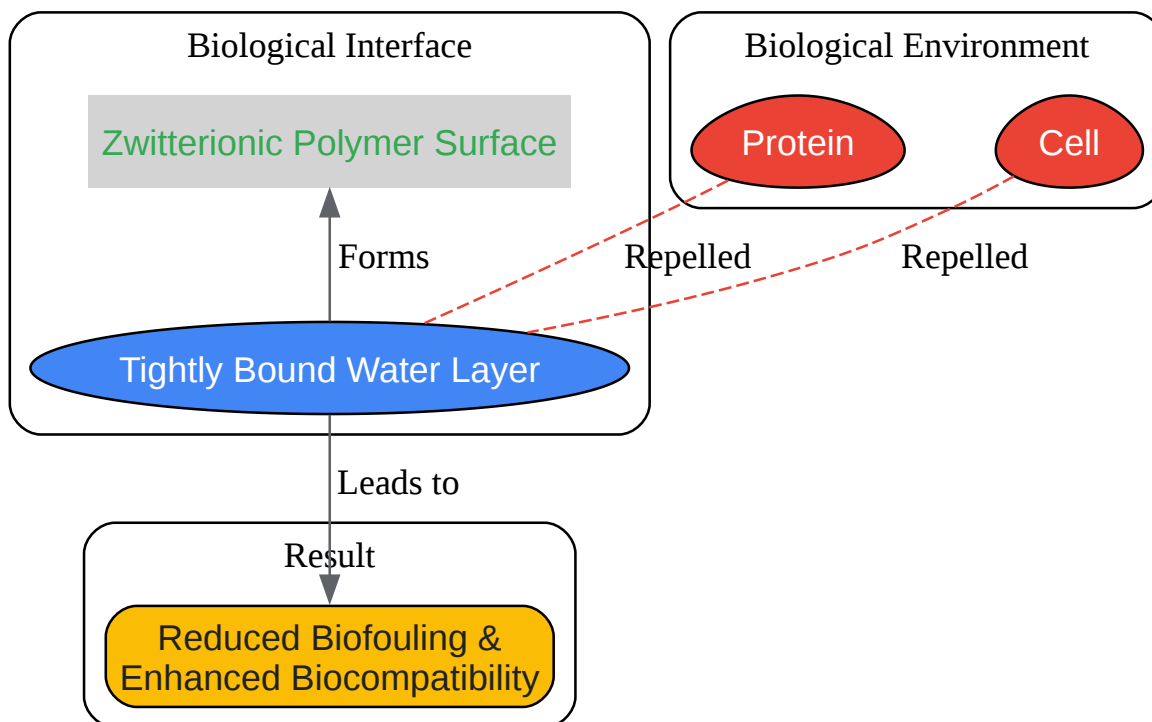 Biological Interface
Biological Environment
Zwitterionic Polymer Surface
Protein
Cell
Forms
Repelled
Repelled
Tightly Bound Water Layer
Leads to
Result
Reduced Biofouling &
Enhanced Biocompatibility